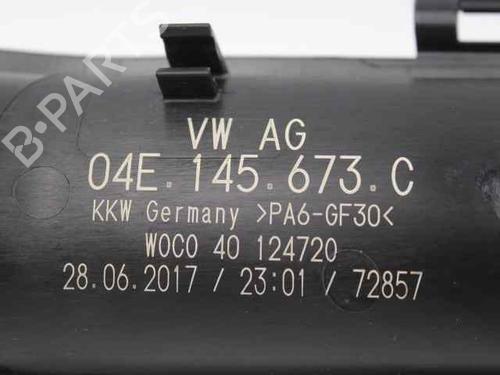 B-PARTS
VW AG
04E.145.673.C
KKW Germany >PA6-GF30<
WOCO 40 124720
28.06.2017 / 23:01 / 72857